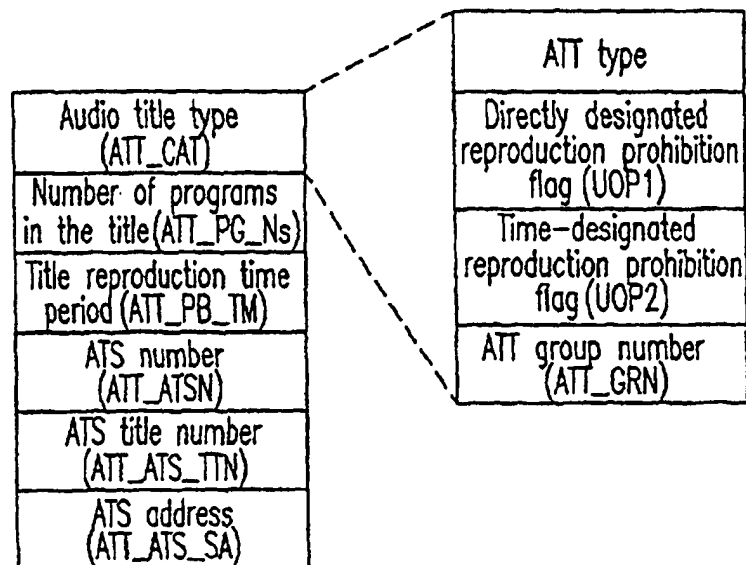 Audio title type
(ATT_CAT)
Number of programs
in the title(ATT_PG_Ns)
Title reproduction time
period(ATT_PB_TM)
ATS number
(ATT_ATSN)
ATS title number
(ATT_ATS_TTN)
ATS address
(ATT_ATS_SA)
ATT type
Directly designated
reproduction prohibition
flag(UOP1)
Time-designated
reproduction prohibition
flag(UOP2)
ATT group number
(ATT_GRN)